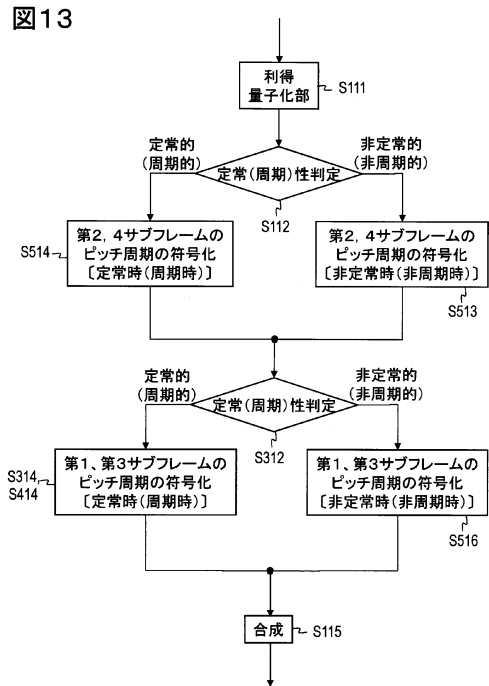 図13
利得
量子化部
S111
定常的
(周期的)
非定常的
(非周期的)
定常(周期)性判定
S112
第2, 4サブフレームの
ピッチ周期の符号化
〔定常時(周期時)〕
S514
第2, 4サブフレームの
ピッチ周期の符号化
〔非定常時(非周期時)〕
S513
定常的
(周期的)
非定常的
(非周期的)
定常(周期)性判定
S312
S314,
S414
第1、第3サブフレームの
ピッチ周期の符号化
〔定常時(周期時)〕
第1、第3サブフレームの
ピッチ周期の符号化
〔非定常時(非周期時)〕
S516
合成
S115